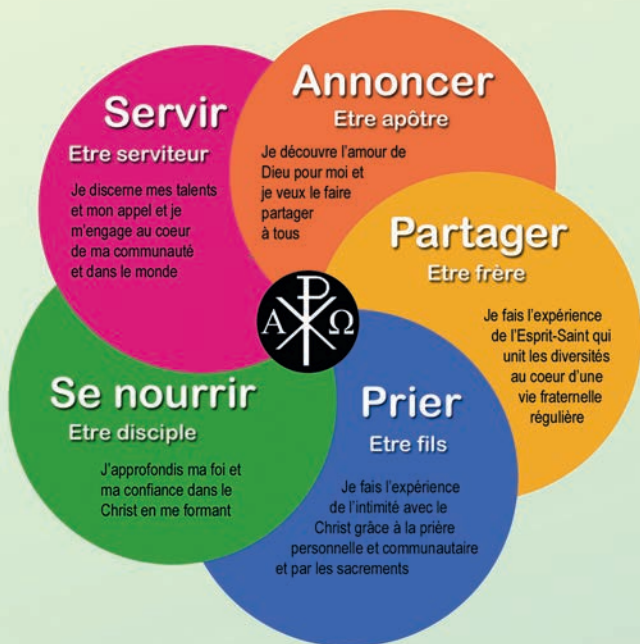 Annoncer
Etre apôtre
Je découvre l'amour de
Dieu pour moi et
je veux le faire
partager
à tous
Partager
Etre frère
Je fais l'expérience
de l'Esprit-Saint qui
unit les diversités
au coeur d'une
vie fraternelle
régulière
Prier
Etre fils
Je fais l'expérience
de l'intimité avec le
Christ grâce à la prière
personnelle et communautaire
et par les sacrements
Se nourrir
Etre disciple
J'approfondis ma foi et
ma confiance dans le
Christ en me formant
Servir
Etre serviteur
Je discerne mes talents
et mon appel et je
m'engage au coeur
de ma communauté
et dans le monde
Α ☧ Ω